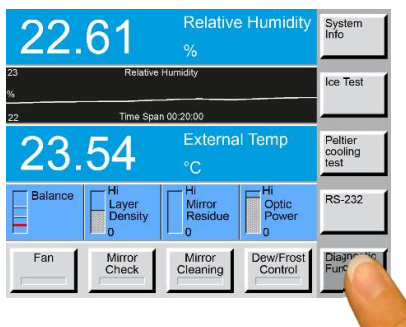 22.61
Relative Humidity
%
23
Relative Humidity
%
22
Time Span 00:20:00
23.54
External Temp
°C
Balance
Hi
Layer
Density
0
Hi
Mirror
Residue
0
Hi
Optic
Power
0
Fan
Mirror
Check
Mirror
Cleaning
Dew/Frost
Control
System
Info
Ice Test
Peltier
cooling
test
RS-232